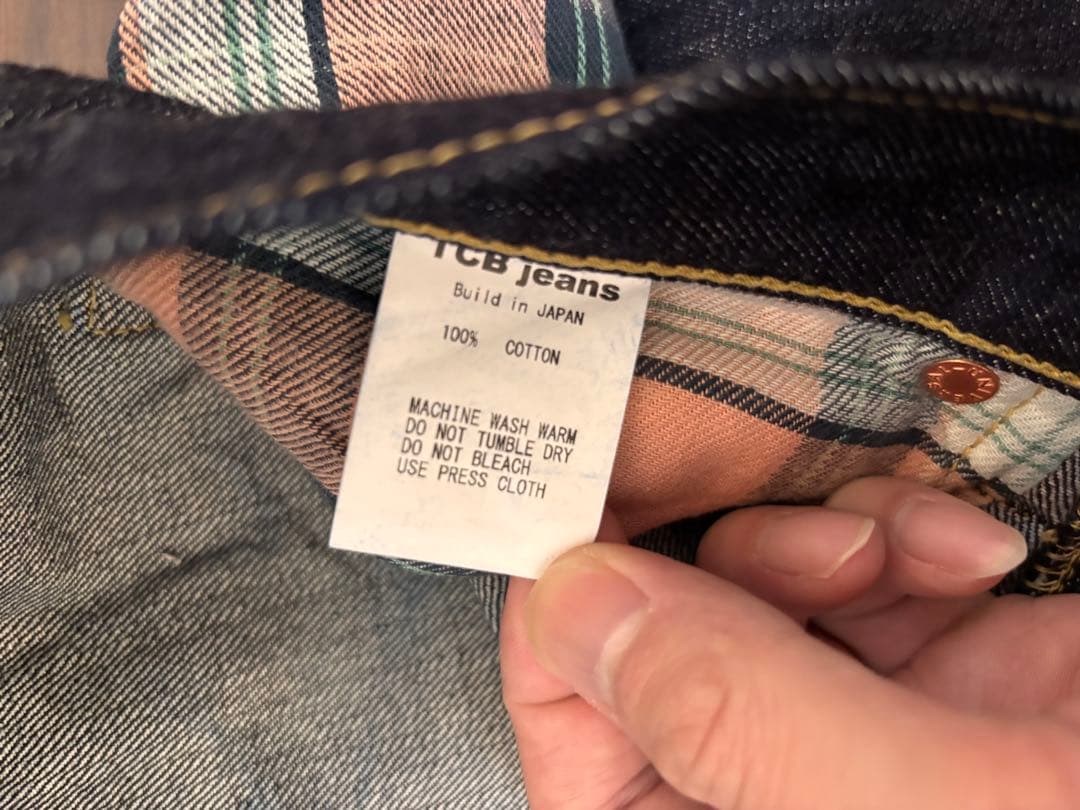 TCB jeans
Build in JAPAN
100% COTTON
MACHINE WASH WARM
DO NOT TUMBLE DRY
DO NOT BLEACH
USE PRESS CLOTH